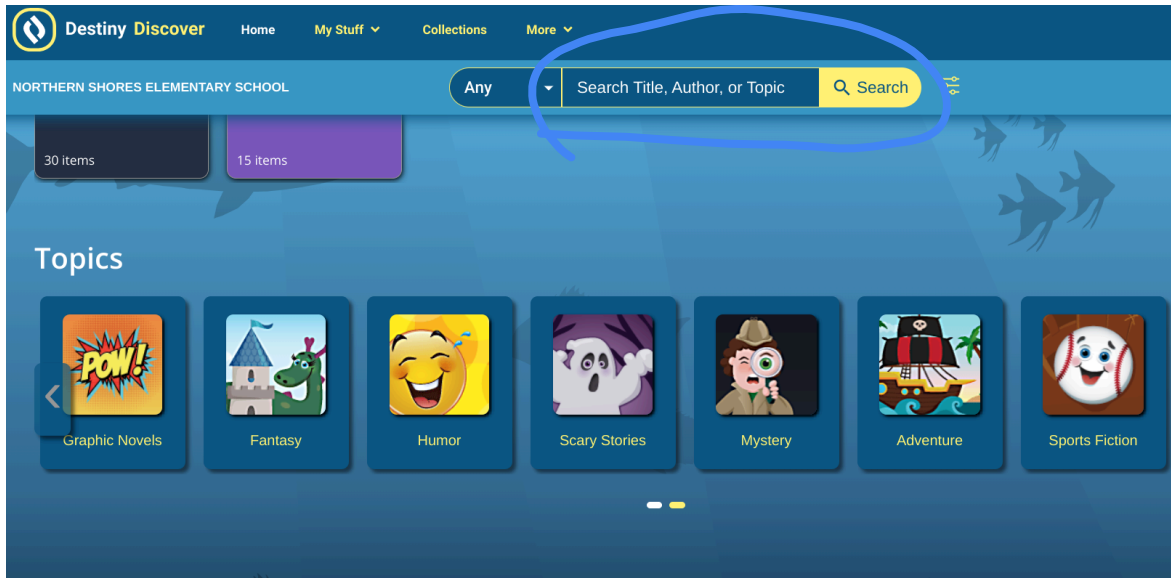 Destiny Discover Home My Stuff Collections More
NORTHERN SHORES ELEMENTARY SCHOOL Any Search Title, Author, or Topic Search
30 items 15 items
Topics
POW!
Graphic Novels Fantasy Humor Scary Stories Mystery Adventure Sports Fiction